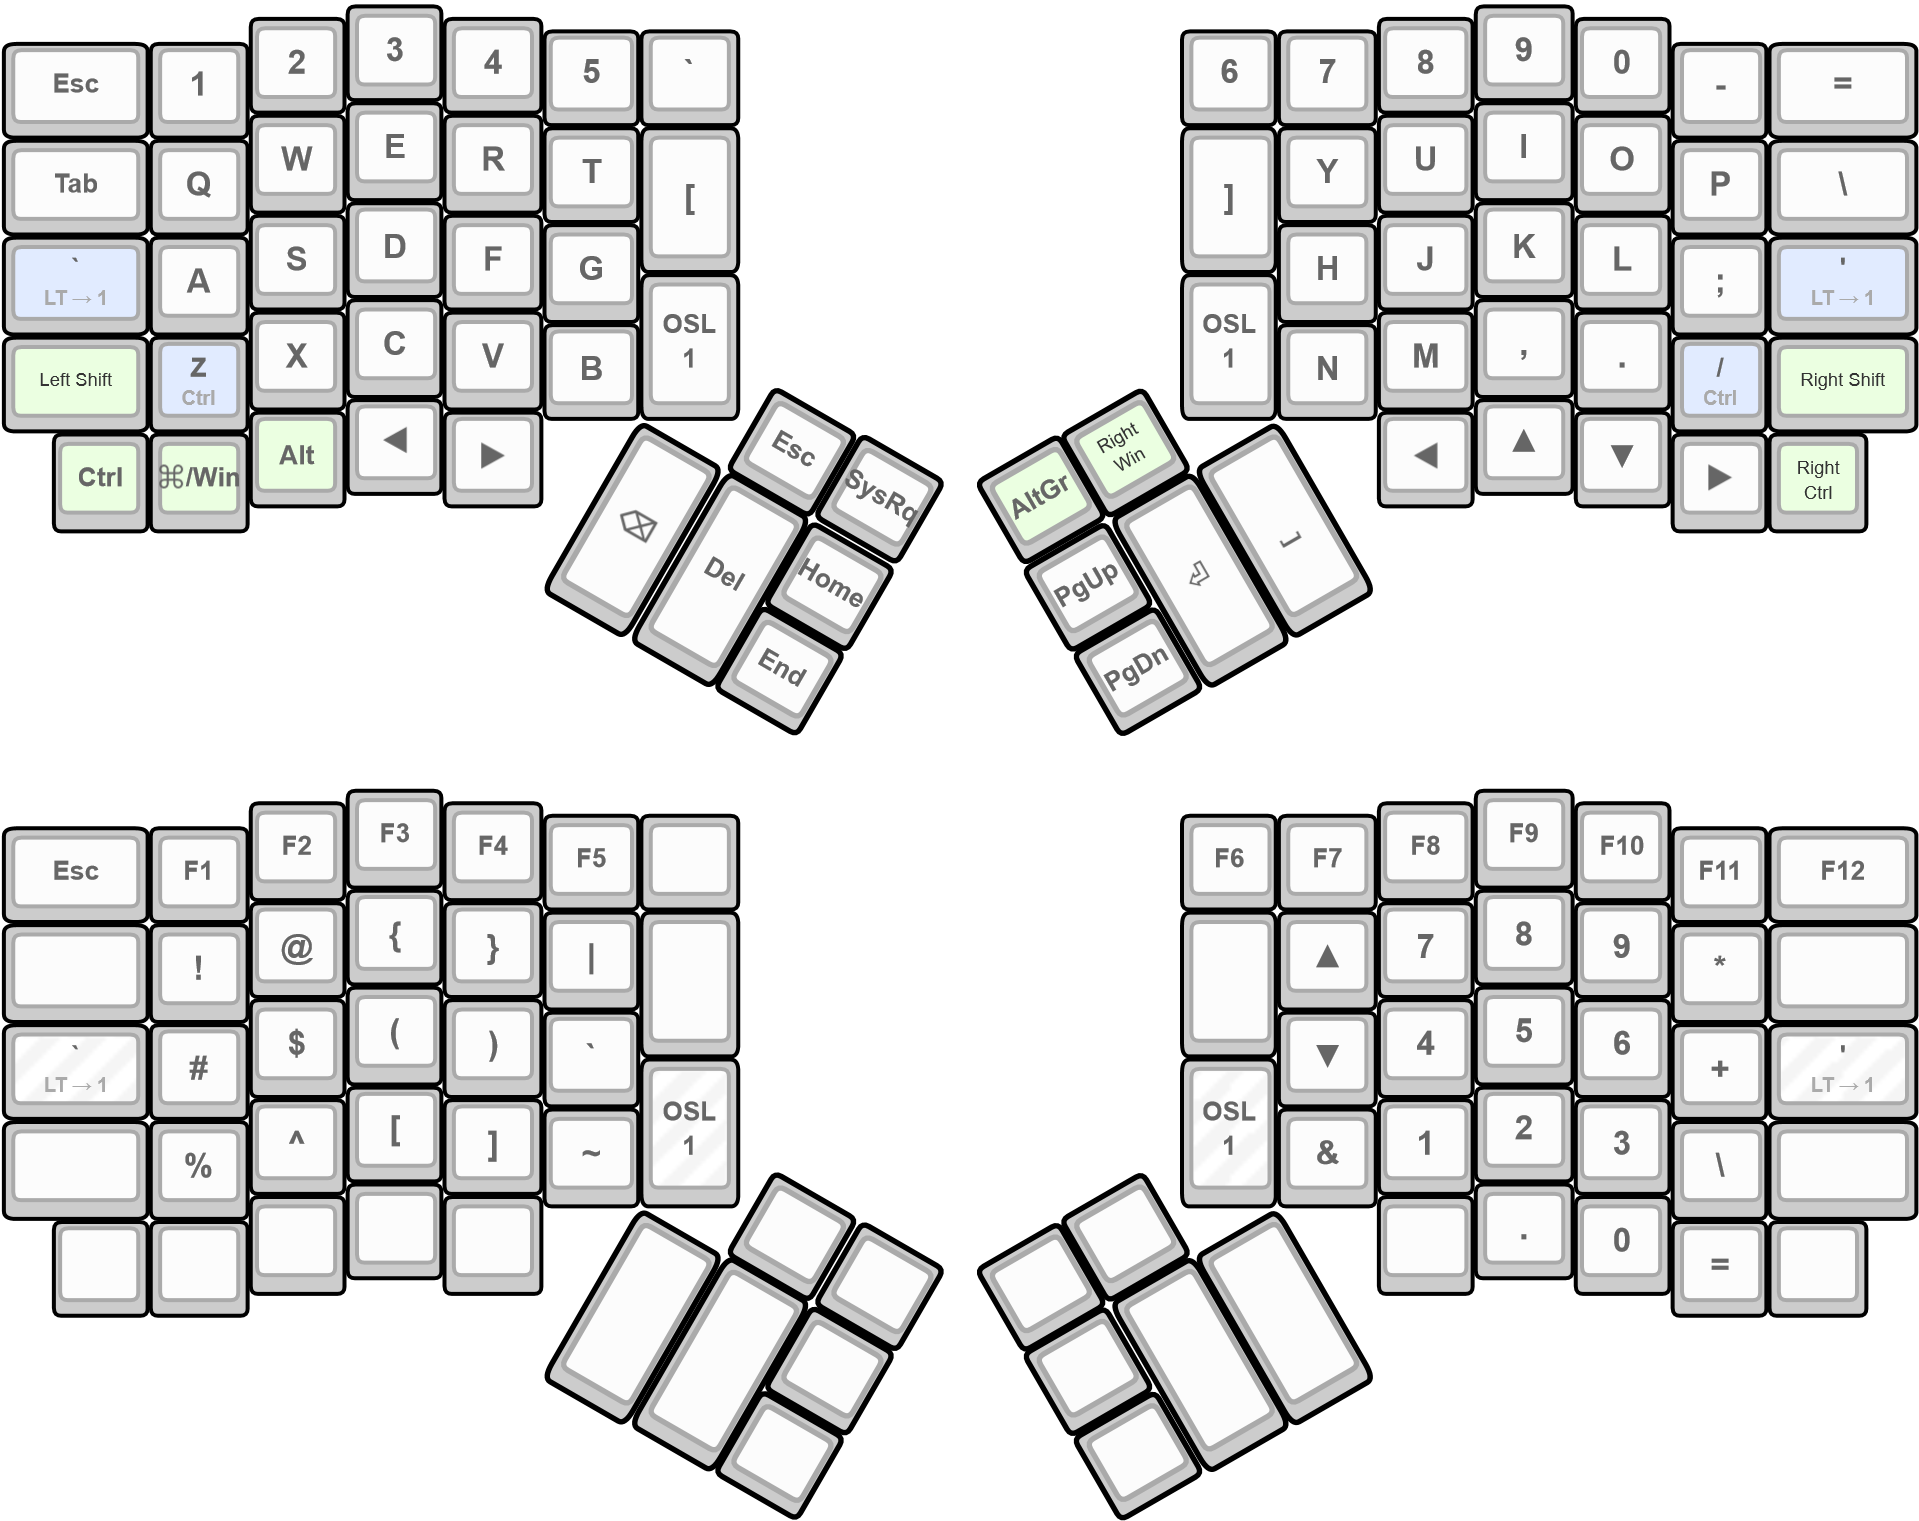 Esc 1 2 3 4 5 `
6 7 8 9 0 - =
Tab Q W E R T [
] Y U I O P \
` LT → 1 A S D F G
H J K L ; ' LT → 1
OSL 1
OSL 1
Left Shift Z Ctrl X C V B
N M , . / Ctrl Right Shift
Ctrl ⌘/Win Alt ◀ ▶
◀ ▲ ▼ ▶ Right Ctrl
Esc SysRq
⌫ Del Home
End
AltGr Right Win
PgUp
PgDn
Esc F1 F2 F3 F4 F5
F6 F7 F8 F9 F10 F11 F12
! @ { } |
▲ 7 8 9 *
` LT → 1 # $ ( ) `
▼ 4 5 6 + ' LT → 1
OSL 1
OSL 1
% ^ [ ] ~
& 1 2 3 \
. 0 =